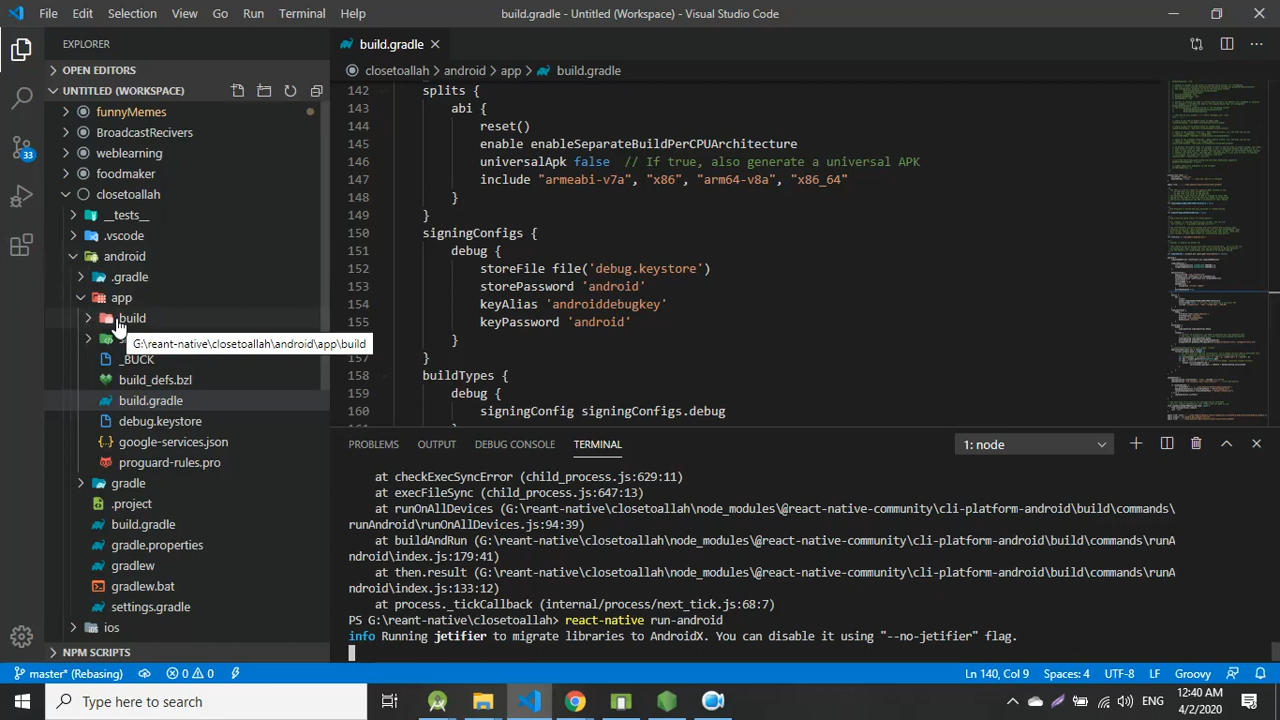 File Edit Selection View Go Run Terminal Help
build.gradle - Untitled (Workspace) - Visual Studio Code
EXPLORER
OPEN EDITORS
UNTITLED (WORKSPACE)
funnyMemes
BroadcastRecivers
weblearning
foodmaker
closetoallah
__tests__
.vscode
android
.gradle
app
build
G:\reant-native\closetoallah\android\app\build
_BUCK
build_defs.bzl
build.gradle
debug.keystore
google-services.json
proguard-rules.pro
gradle
.project
build.gradle
gradle.properties
gradlew
gradlew.bat
settings.gradle
ios
NPM SCRIPTS
33
build.gradle
closetoallah > android > app > build.gradle
142 splits {
143 abi {
144 reset()
145 enable enableSeparateBuildPerCPUArchitecture
146 universalApk false // If true, also generate a universal APK
147 include "armeabi-v7a", "x86", "arm64-v8a", "x86_64"
148 }
149 }
150 signingConfigs {
151 debug {
152 storeFile file('debug.keystore')
153 storePassword 'android'
154 keyAlias 'androiddebugkey'
155 keyPassword 'android'
156 }
157 }
158 buildTypes {
159 debug {
160 signingConfig signingConfigs.debug
161 }
PROBLEMS OUTPUT DEBUG CONSOLE TERMINAL
1: node
at checkExecSyncError (child_process.js:629:11)
at execFileSync (child_process.js:647:13)
at runOnAllDevices (G:\reant-native\closetoallah\node_modules\@react-native-community\cli-platform-android\build\commands\
runAndroid\runOnAllDevices.js:94:39)
at buildAndRun (G:\reant-native\closetoallah\node_modules\@react-native-community\cli-platform-android\build\commands\runA
ndroid\index.js:179:41)
at then.result (G:\reant-native\closetoallah\node_modules\@react-native-community\cli-platform-android\build\commands\runA
ndroid\index.js:133:12)
at process._tickCallback (internal/process/next_tick.js:68:7)
PS G:\reant-native\closetoallah> react-native run-android
info Running jetifier to migrate libraries to AndroidX. You can disable it using "--no-jetifier" flag.
master* (Rebasing) 0 0
Ln 140, Col 9 Spaces: 4 UTF-8 LF Groovy
Type here to search
ENG
12:40 AM
4/2/2020